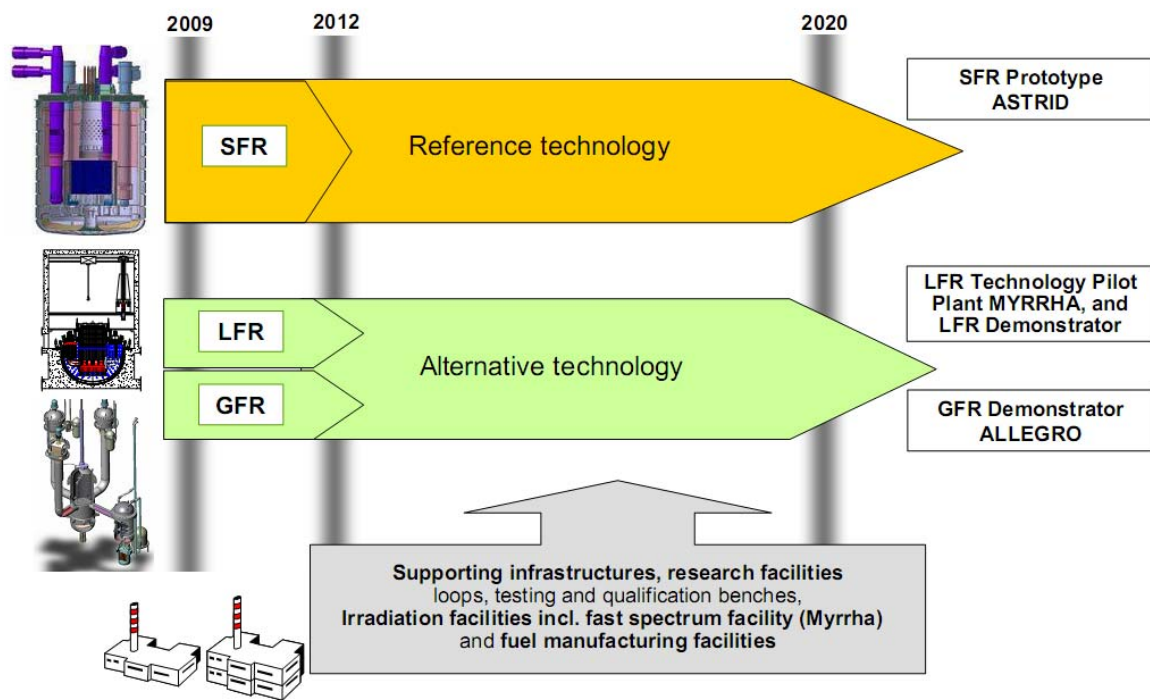 2009
2012
2020
SFR
Reference technology
SFR Prototype
ASTRID
LFR
GFR
Alternative technology
LFR Technology Pilot
Plant MYRRHA, and
LFR Demonstrator
GFR Demonstrator
ALLEGRO
Supporting infrastructures, research facilities
loops, testing and qualification benches,
Irradiation facilities incl. fast spectrum facility (Myrrha)
and fuel manufacturing facilities